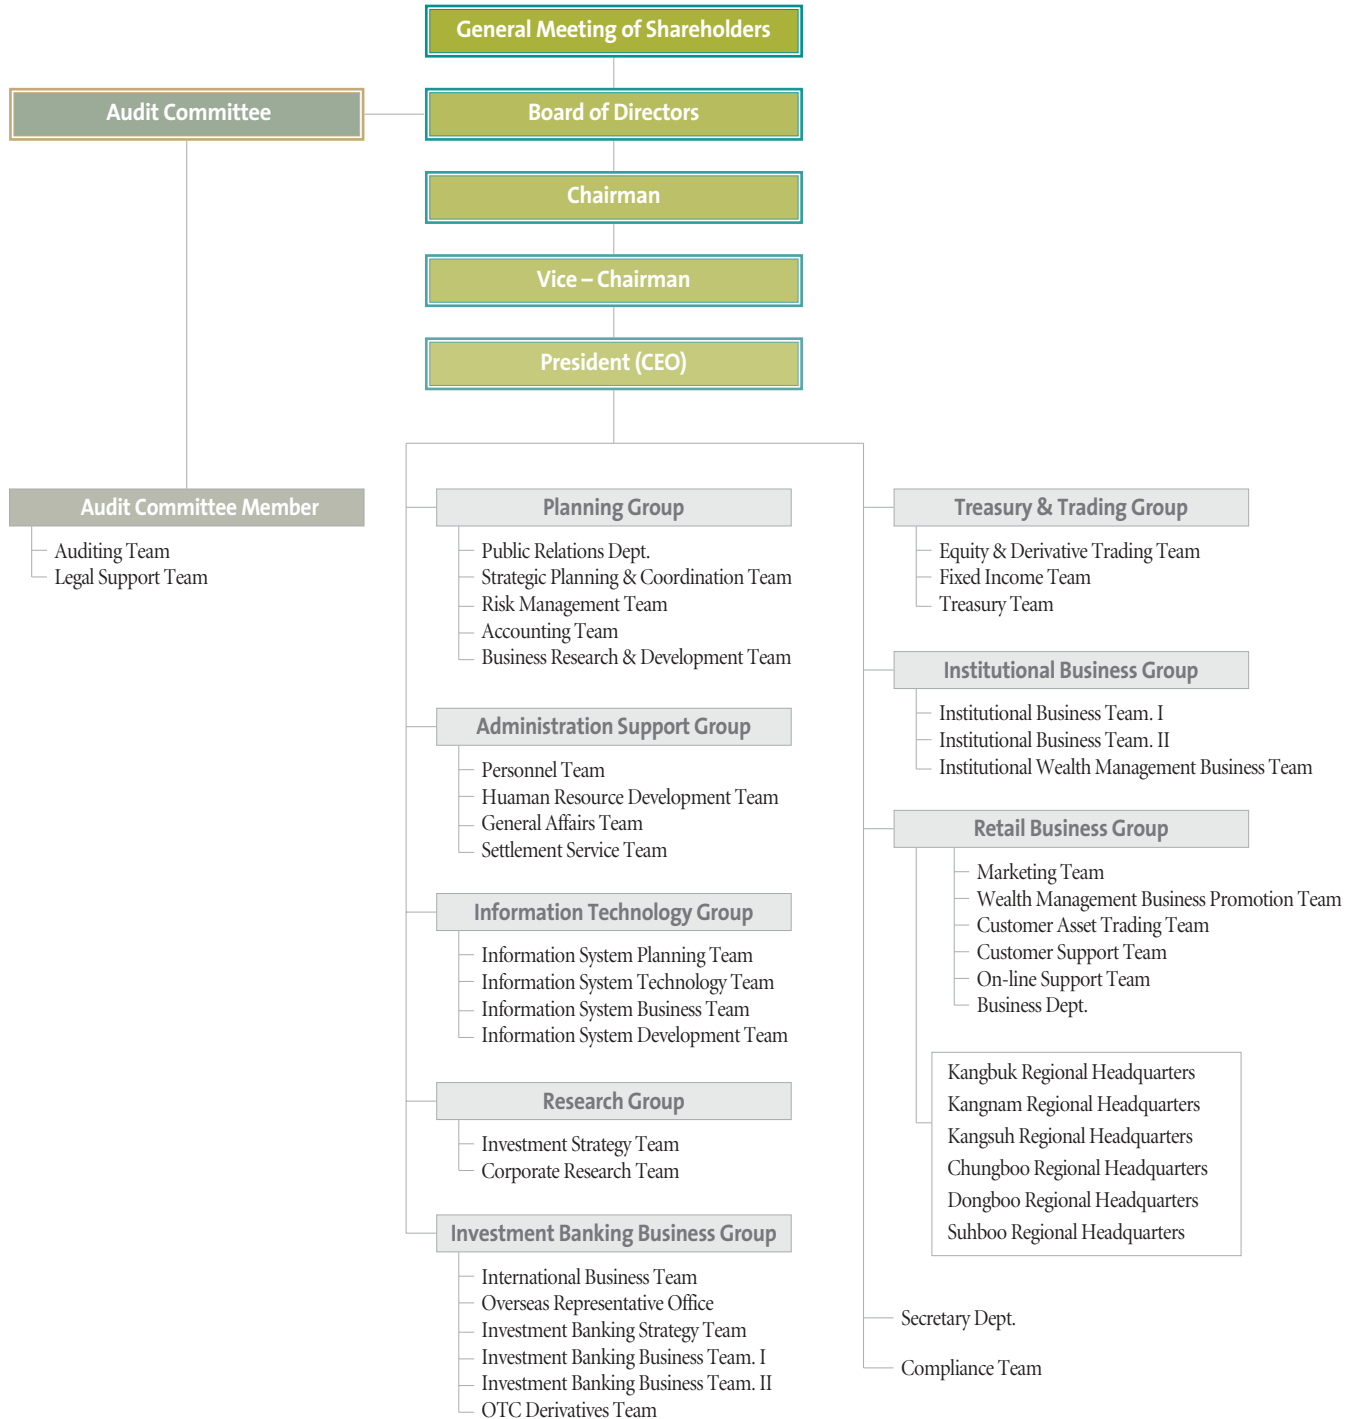 General Meeting of Shareholders
Audit Committee
Board of Directors
Chairman
Vice – Chairman
President (CEO)
Audit Committee Member
Auditing Team
Legal Support Team
Planning Group
Public Relations Dept.
Strategic Planning & Coordination Team
Risk Management Team
Accounting Team
Business Research & Development Team
Administration Support Group
Personnel Team
Huaman Resource Development Team
General Affairs Team
Settlement Service Team
Information Technology Group
Information System Planning Team
Information System Technology Team
Information System Business Team
Information System Development Team
Research Group
Investment Strategy Team
Corporate Research Team
Investment Banking Business Group
International Business Team
Overseas Representative Office
Investment Banking Strategy Team
Investment Banking Business Team. I
Investment Banking Business Team. II
OTC Derivatives Team
Treasury & Trading Group
Equity & Derivative Trading Team
Fixed Income Team
Treasury Team
Institutional Business Group
Institutional Business Team. I
Institutional Business Team. II
Institutional Wealth Management Business Team
Retail Business Group
Marketing Team
Wealth Management Business Promotion Team
Customer Asset Trading Team
Customer Support Team
On-line Support Team
Business Dept.
Kangbuk Regional Headquarters
Kangnam Regional Headquarters
Kangsuh Regional Headquarters
Chungboo Regional Headquarters
Dongboo Regional Headquarters
Suhboo Regional Headquarters
Secretary Dept.
Compliance Team